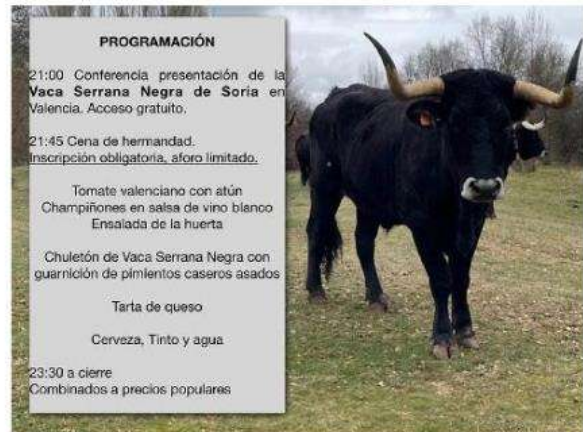 PROGRAMACIÓN
21:00 Conferencia presentación de la
Vaca Serrana Negra de Soria en
Valencia. Acceso gratuito.
21:45 Cena de hermandad.
Inscripción obligatoria, aforo limitado.
Tomate valenciano con atún
Champiñones en salsa de vino blanco
Ensalada de la huerta
Chuletón de Vaca Serrana Negra con
guarnición de pimientos caseros asados
Tarta de queso
Cerveza, Tinto y agua
23:30 a cierre
Combinados a precios populares